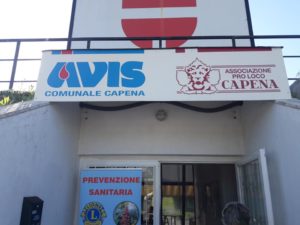 AVIS
COMUNALE CAPENA
ASSOCIAZIONE
PRO LOCO
CAPENA
PREVENZIONE
SANITARIA
L